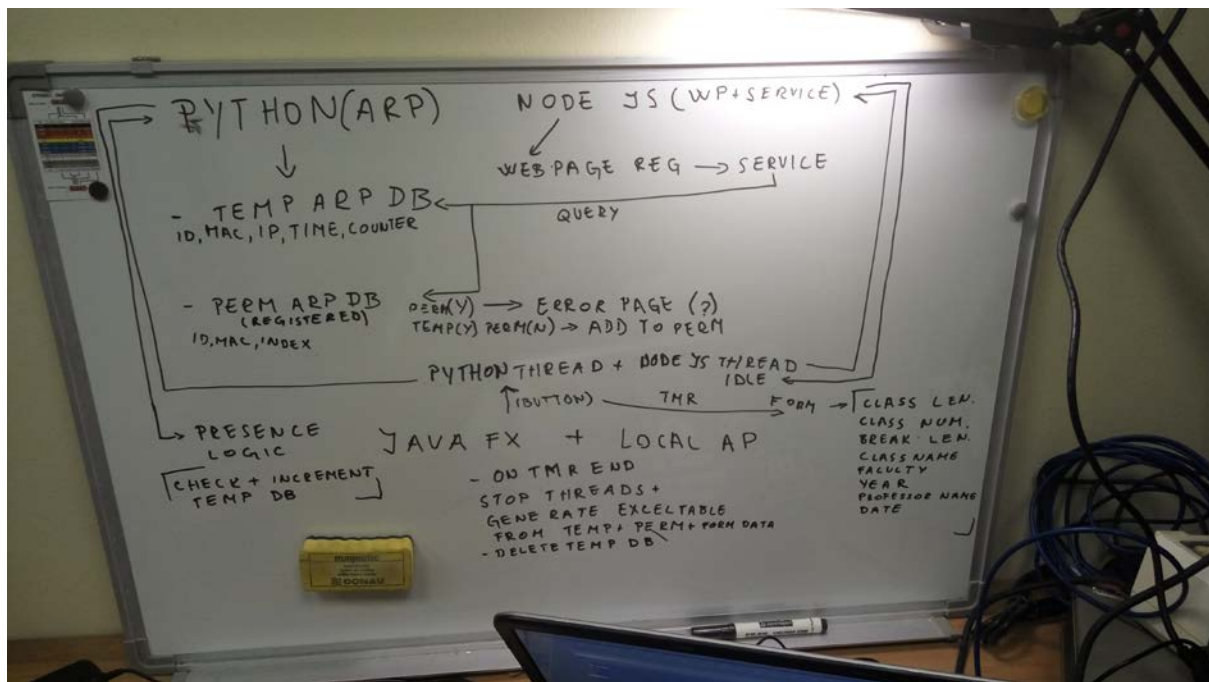 PYTHON(ARP)
NODE JS (WP+SERVICE)
WEB PAGE REG → SERVICE
- TEMP ARP DB
ID, MAC, IP, TIME, COUNTER
QUERY
- PERM ARP DB
(REGISTERED)
ID, MAC, INDEX
PERM(Y) → ERROR PAGE (?)
TEMP(Y) PERM(N) → ADD TO PERM
PYTHON THREAD + NODE JS THREAD
IDLE
(BUTTON) TMR FORM →
CLASS LEN.
CLASS NUM.
BREAK LEN.
CLASS NAME
FACULTY
YEAR
PROFESSOR NAME
DATE
PRESENCE
LOGIC
CHECK + INCREMENT
TEMP DB
JAVA FX + LOCAL AP
- ON TMR END
STOP THREADS +
GENERATE EXCELTABLE
FROM TEMP+ PERM+ FORM DATA
- DELETE TEMP DB
magnetic
DONAU